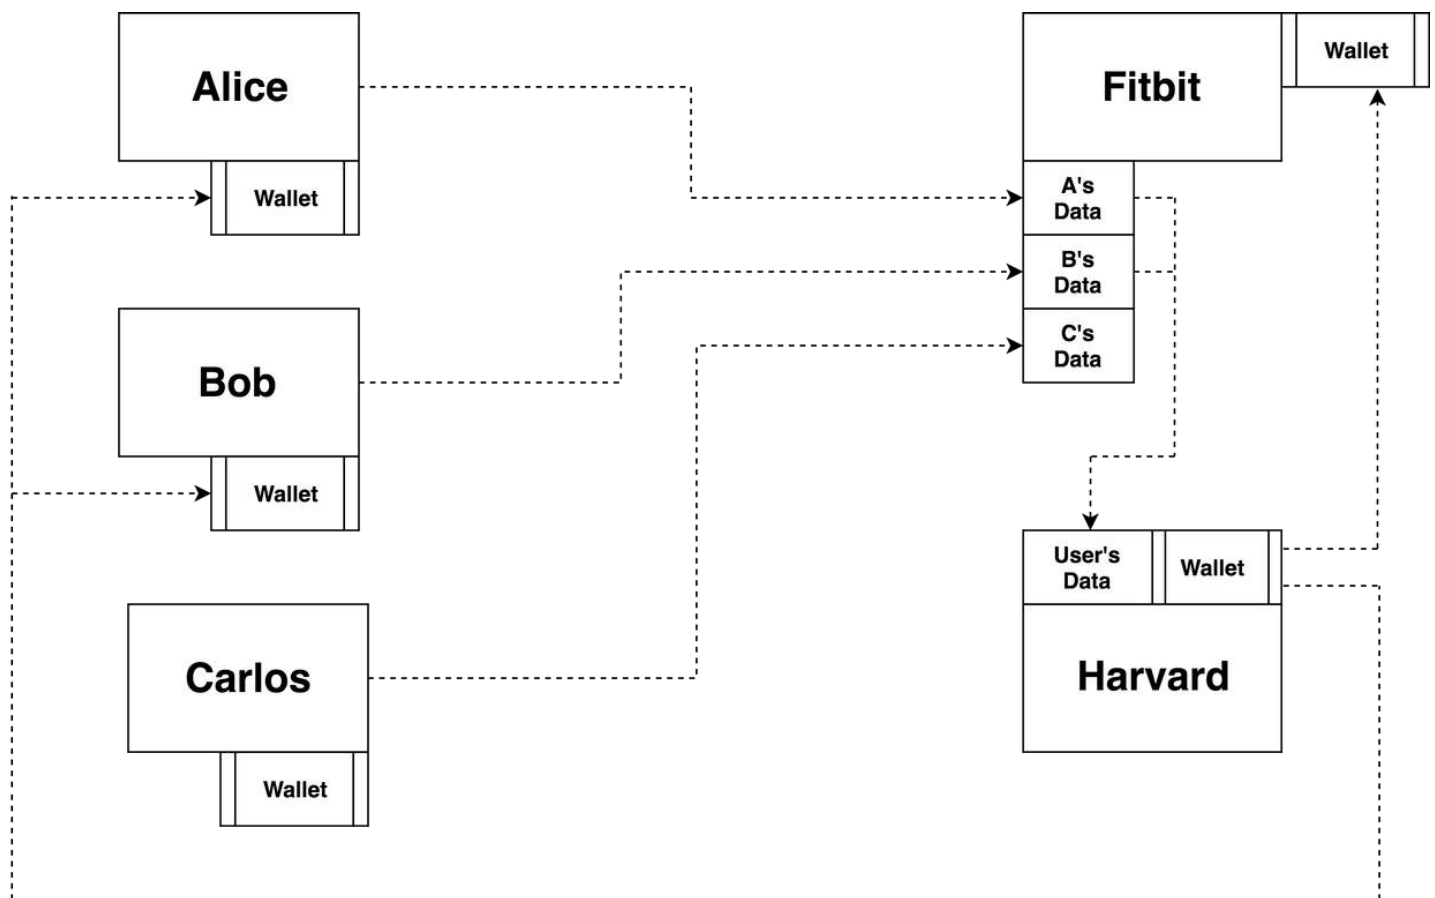 Alice
Wallet
Bob
Wallet
Carlos
Wallet
Fitbit
Wallet
A's
Data
B's
Data
C's
Data
User's
Data
Wallet
Harvard